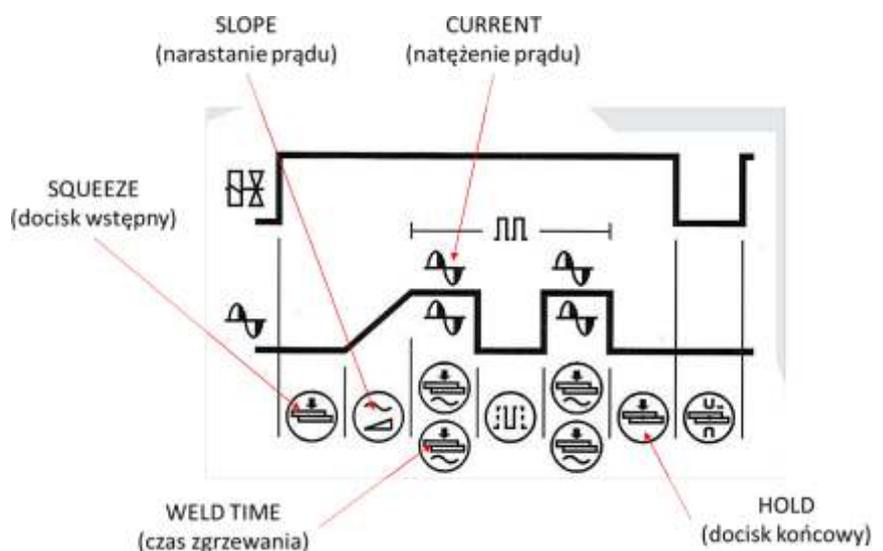 SLOPE
(narastanie prądu)
CURRENT
(natężenie prądu)
SQUEEZE
(docisk wstępny)
WELD TIME
(czas zgrzewania)
HOLD
(docisk końcowy)